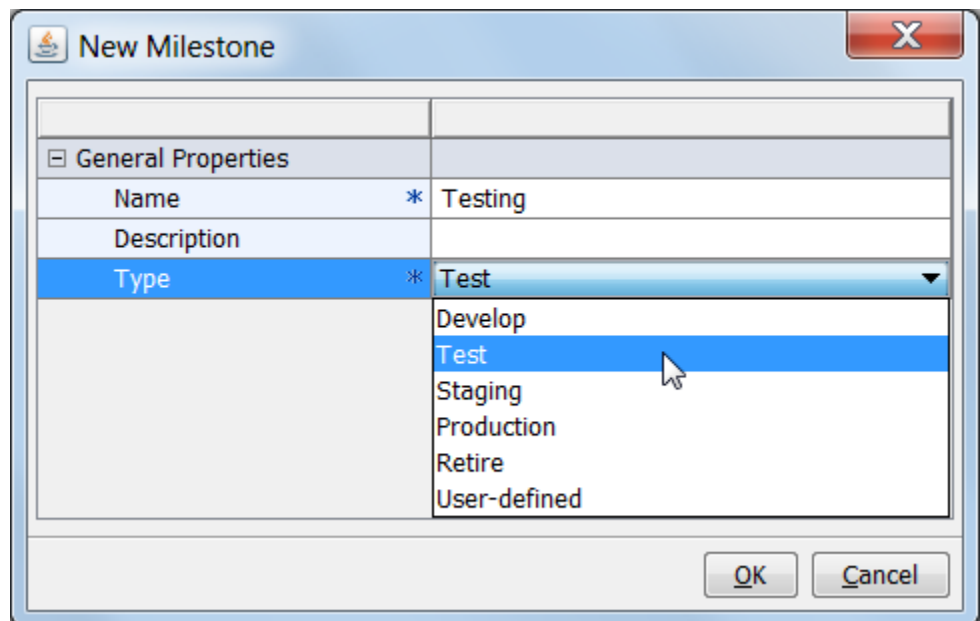 New Milestone
General Properties
Name * Testing
Description
Type * Test
Develop
Test
Staging
Production
Retire
User-defined
OK Cancel